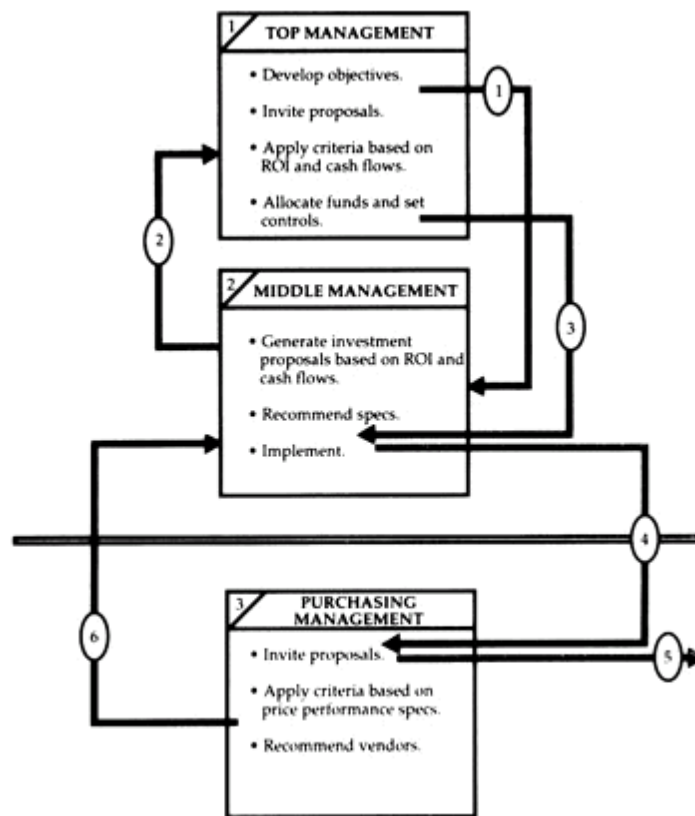 1
TOP MANAGEMENT
• Develop objectives.
1
• Invite proposals.
• Apply criteria based on
ROI and cash flows.
• Allocate funds and set
controls.
2
2
MIDDLE MANAGEMENT
3
• Generate investment
proposals based on ROI and
cash flows.
• Recommend specs.
• Implement.
4
3
PURCHASING
MANAGEMENT
6
• Invite proposals.
5
• Apply criteria based on
price performance specs.
• Recommend vendors.